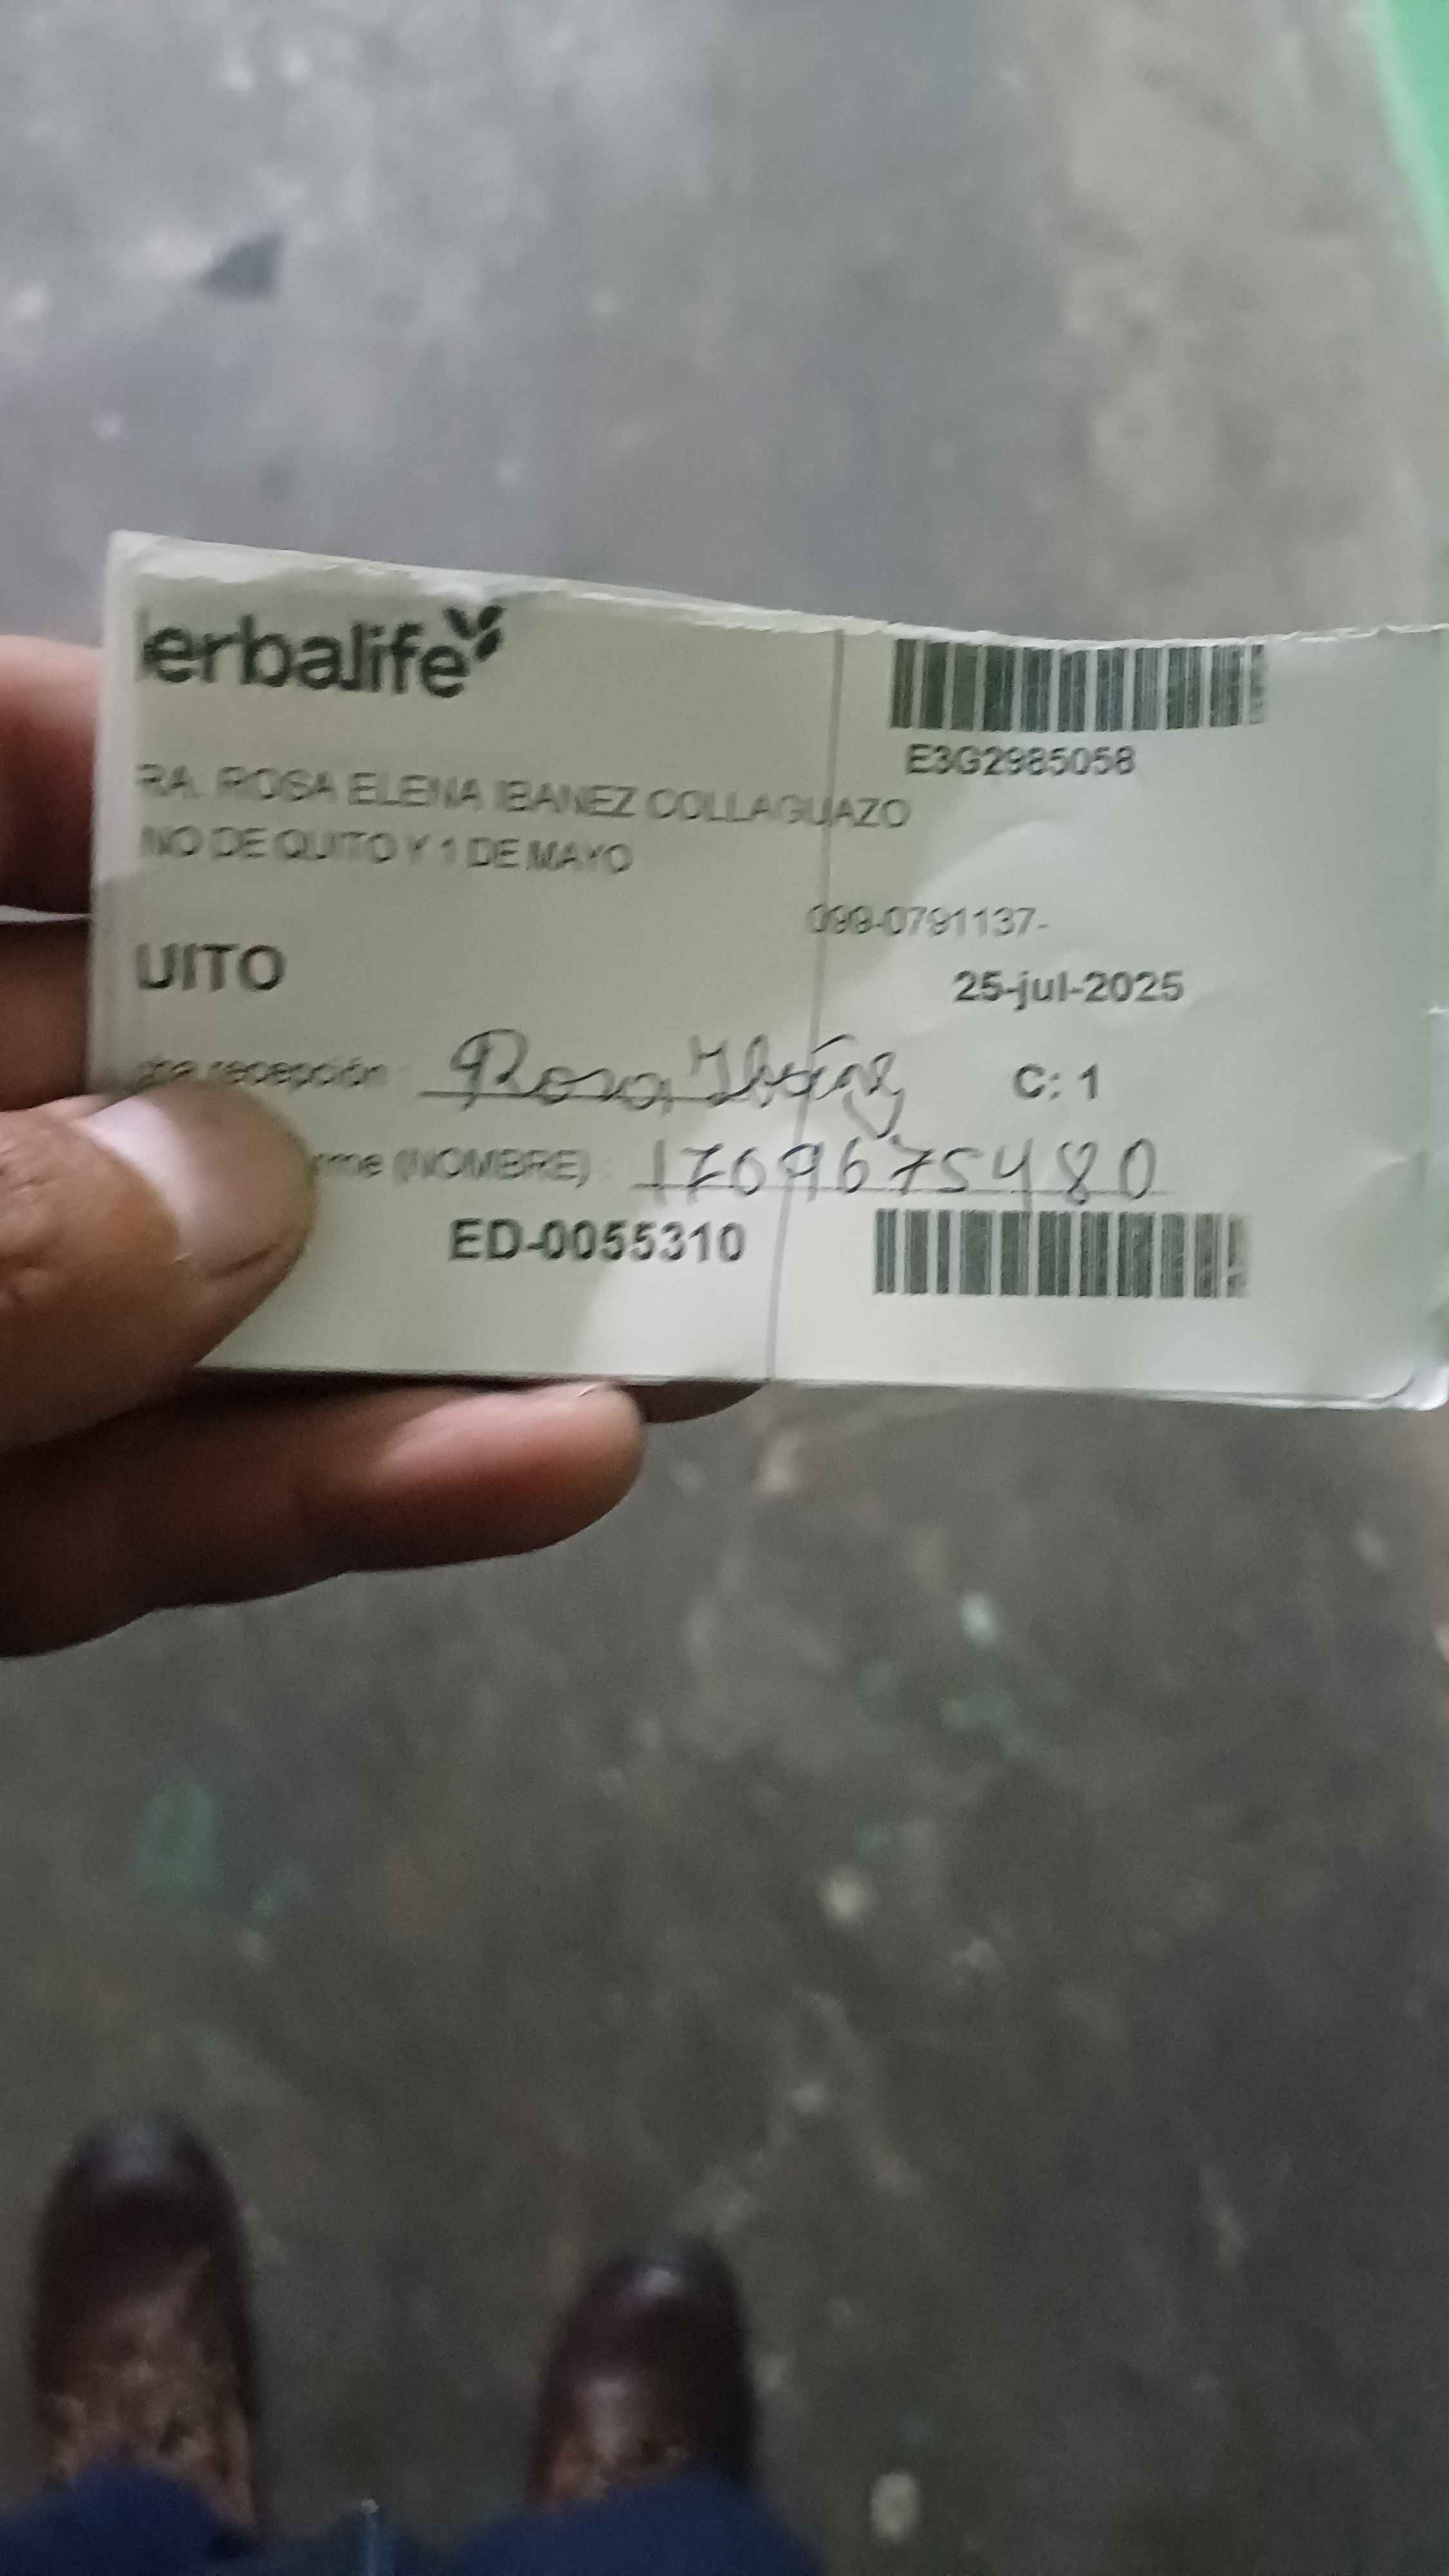 erbalife
E3G2985058
RA. ROSA ELENA IBANEZ COLLAGUAZO
NO DE QUITO Y 1 DE MAYO
099-0791137-
UITO
25-jul-2025
recepción : Rosa Ibáñez
C: 1
rme (NOMBRE) : 1709675480
ED-0055310